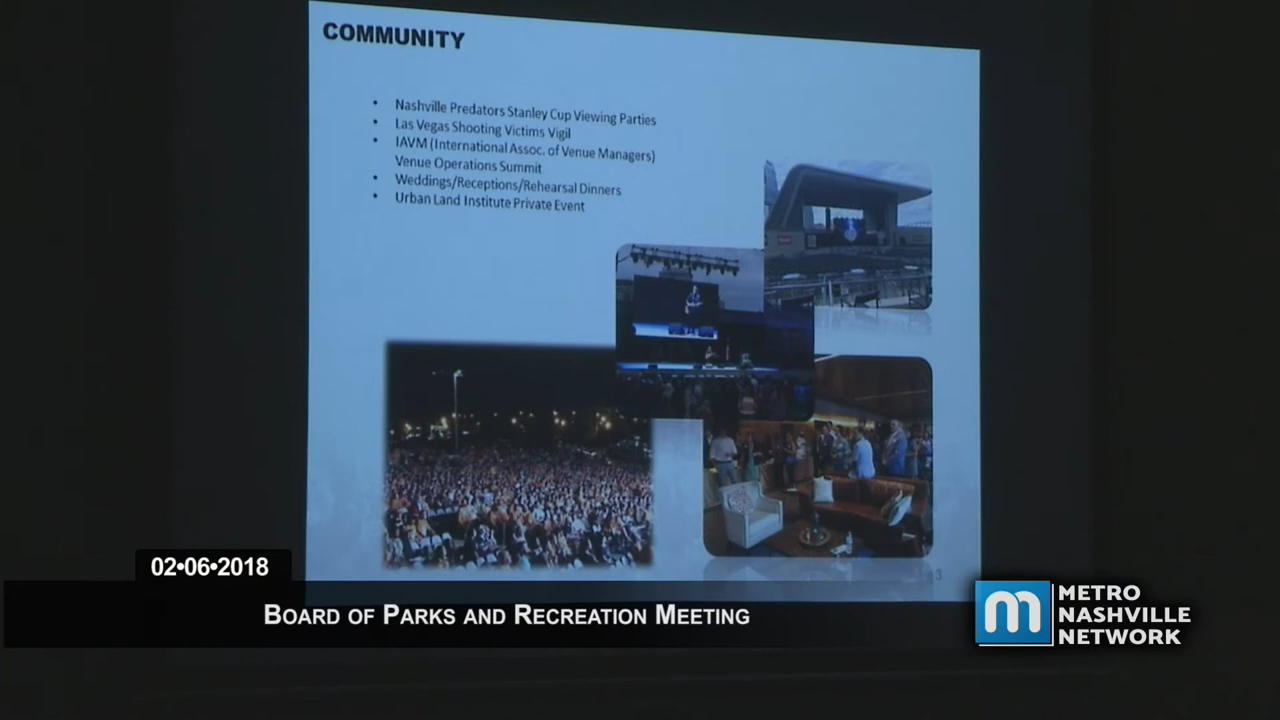 COMMUNITY
• Nashville Predators Stanley Cup Viewing Parties
• Las Vegas Shooting Victims Vigil
• IAVM (International Assoc. of Venue Managers)
Venue Operations Summit
• Weddings/Receptions/Rehearsal Dinners
• Urban Land Institute Private Event
02•06•2018
BOARD OF PARKS AND RECREATION MEETING
m
METRO
NASHVILLE
NETWORK